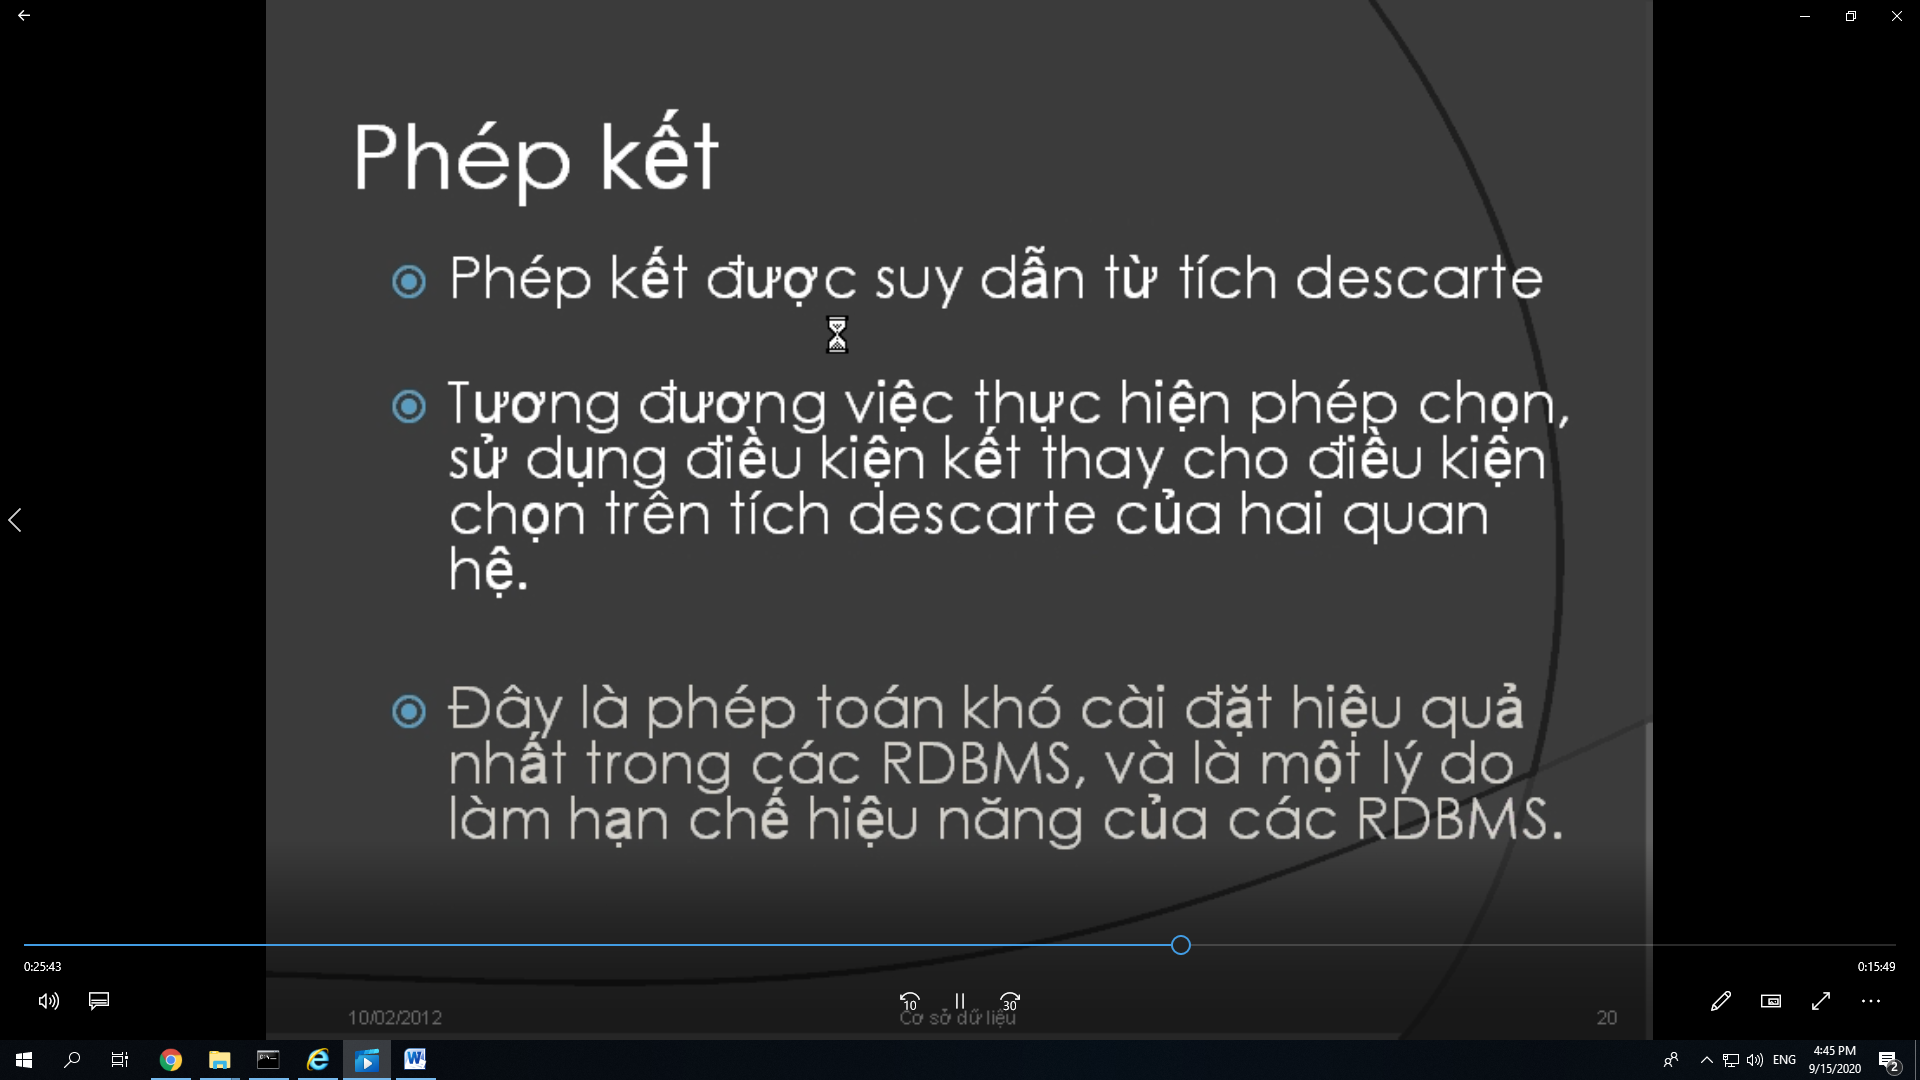 Phép kết
Phép kết được suy dẫn từ tích descarte
Tương đương việc thực hiện phép chọn,
sử dụng điều kiện kết thay cho điều kiện
chọn trên tích descarte của hai quan
hệ.
Đây là phép toán khó cài đặt hiệu quả
nhất trong các RDBMS, và là một lý do
làm hạn chế hiệu năng của các RDBMS.
0:25:43
0:15:49
10
30
10/02/2012
Cơ sở dữ liệu
20
ENG
4:45 PM
9/15/2020
2